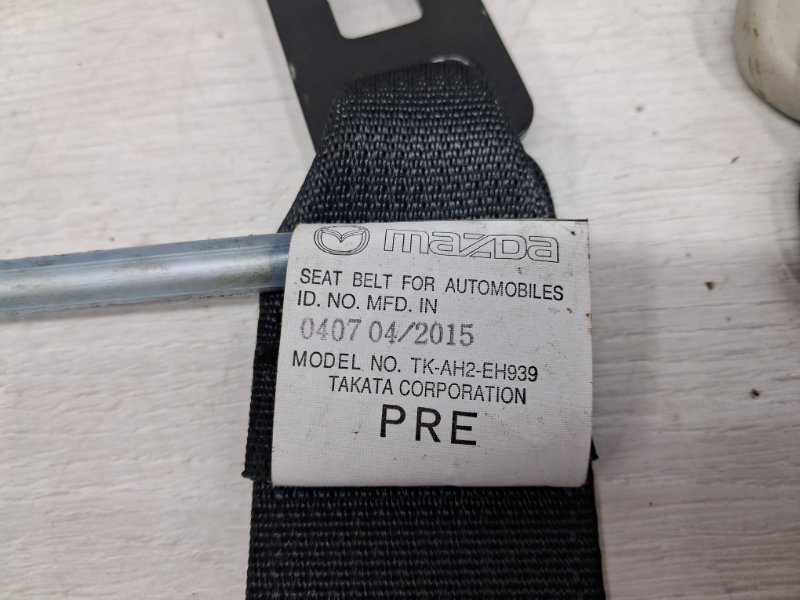 mazda
SEAT BELT FOR AUTOMOBILES
ID. NO. MFD. IN
0407 04/2015
MODEL NO. TK-AH2-EH939
TAKATA CORPORATION
PRE